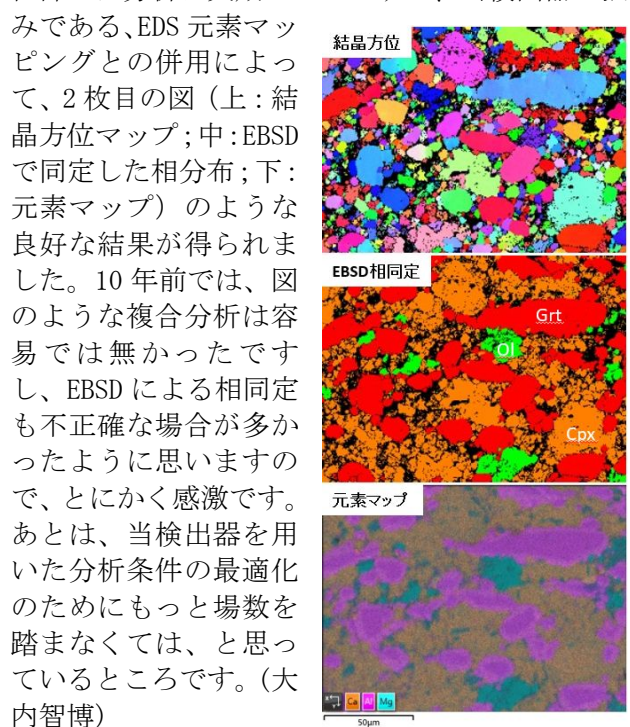 みである、EDS 元素マッ
ピングとの併用によっ
て、2 枚目の図（上：結
晶方位マップ；中：EBSD
で同定した相分布；下：
元素マップ）のような
良好な結果が得られま
した。10 年前では、図
のような複合分析は容
易では無かったです
し、EBSD による相同定
も不正確な場合が多か
ったように思いますの
で、とにかく感激です。
あとは、当検出器を用
いた分析条件の最適化
のためにもっと場数を
踏まなくては、と思っ
ているところです。（大
内智博）
結晶方位
EBSD相同定
Grt
Ol
Cpx
元素マップ
Ca Al Mg
50μm